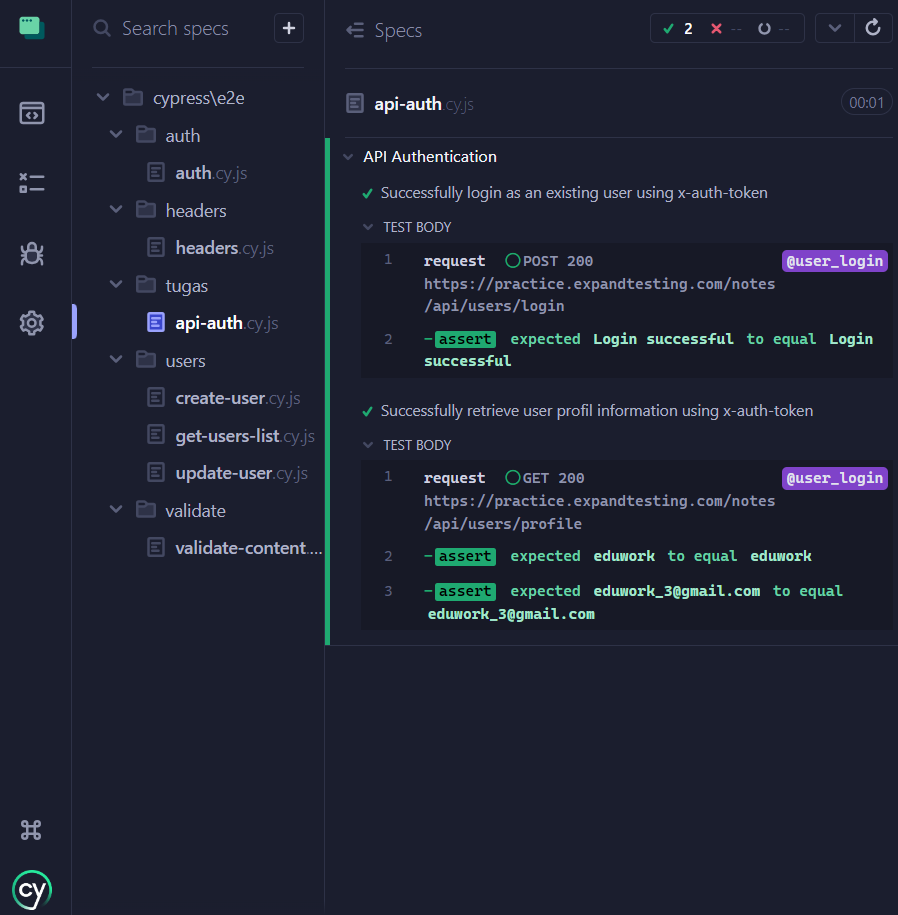 Search specs
+
cypress\e2e
auth
auth.cy.js
headers
headers.cy.js
tugas
api-auth.cy.js
users
create-user.cy.js
get-users-list.cy.js
update-user.cy.js
validate
validate-content....
cy
Specs
2 -- --
api-auth.cy.js 00:01
API Authentication
Successfully login as an existing user using x-auth-token
TEST BODY
1 request POST 200 @user_login
https://practice.expandtesting.com/notes
/api/users/login
2 -assert expected Login successful to equal Login
successful
Successfully retrieve user profil information using x-auth-token
TEST BODY
1 request GET 200 @user_login
https://practice.expandtesting.com/notes
/api/users/profile
2 -assert expected eduwork to equal eduwork
3 -assert expected eduwork_3@gmail.com to equal
eduwork_3@gmail.com